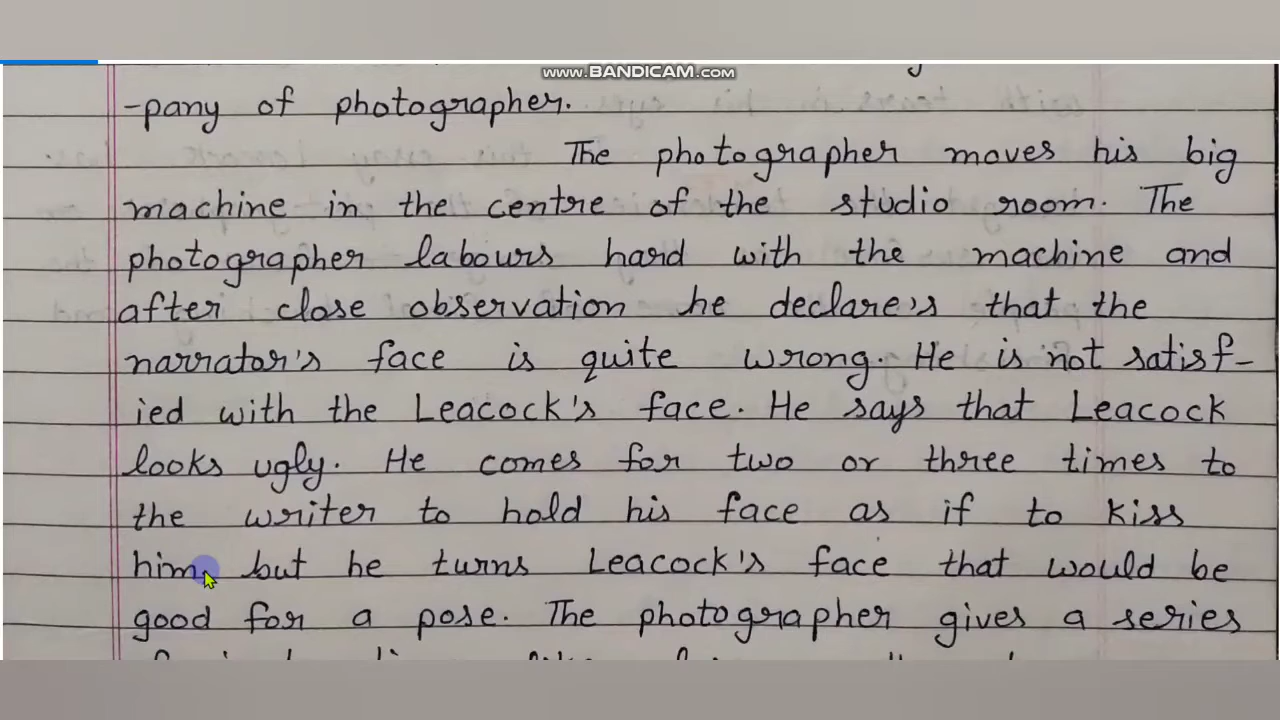 www.BANDICAM.com
-pany of photographer.
The photographer moves his big
machine in the centre of the studio room. The
photographer labours hard with the machine and
after close observation he declare's that the
narrator's face is quite wrong. He is not satisf-
ied with the Leacock's face. He says that Leacock
looks ugly. He comes for two or three times to
the writer to hold his face as if to kiss
him, but he turns Leacock's face that would be
good for a pose. The photographer gives a series